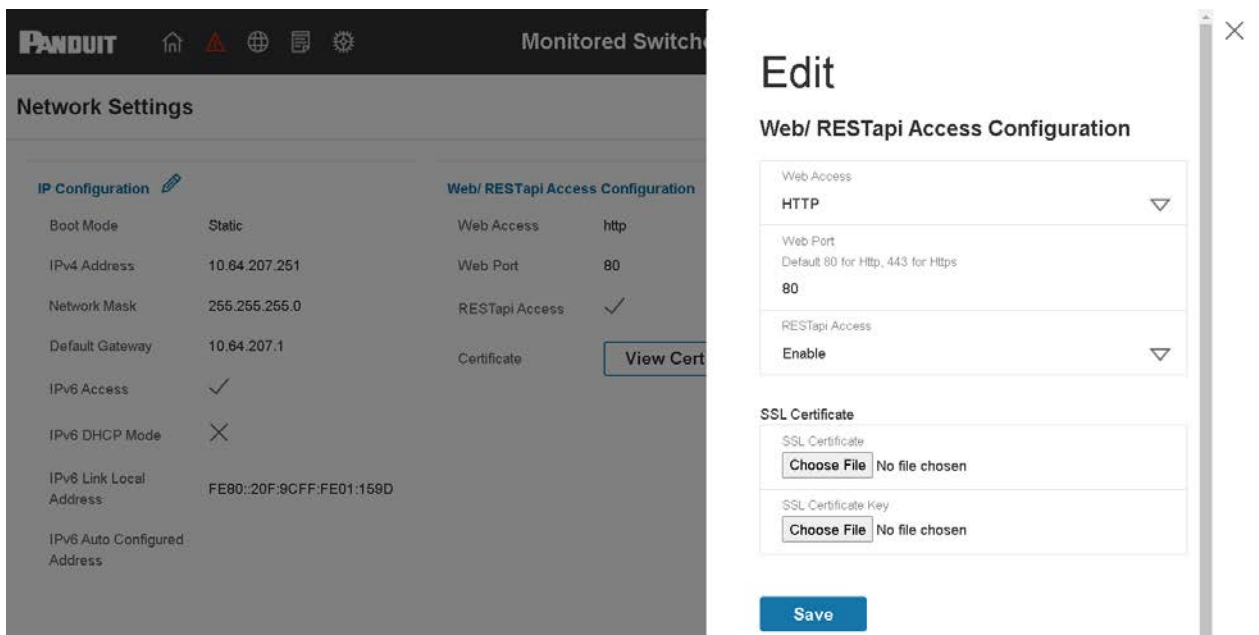 PANDUIT
Monitored Switche
Network Settings
IP Configuration
Boot Mode Static
IPv4 Address 10.64.207.251
Network Mask 255.255.255.0
Default Gateway 10.64.207.1
IPv6 Access
IPv6 DHCP Mode
IPv6 Link Local
Address
FE80::20F:9CFF:FE01:159D
IPv6 Auto Configured
Address
Web/ RESTapi Access Configuration
Web Access http
Web Port 80
RESTapi Access
Certificate View Cert
Edit
Web/ RESTapi Access Configuration
Web Access
HTTP
Web Port
Default 80 for Http, 443 for Https
80
RESTapi Access
Enable
SSL Certificate
SSL Certificate
Choose File No file chosen
SSL Certificate Key
Choose File No file chosen
Save